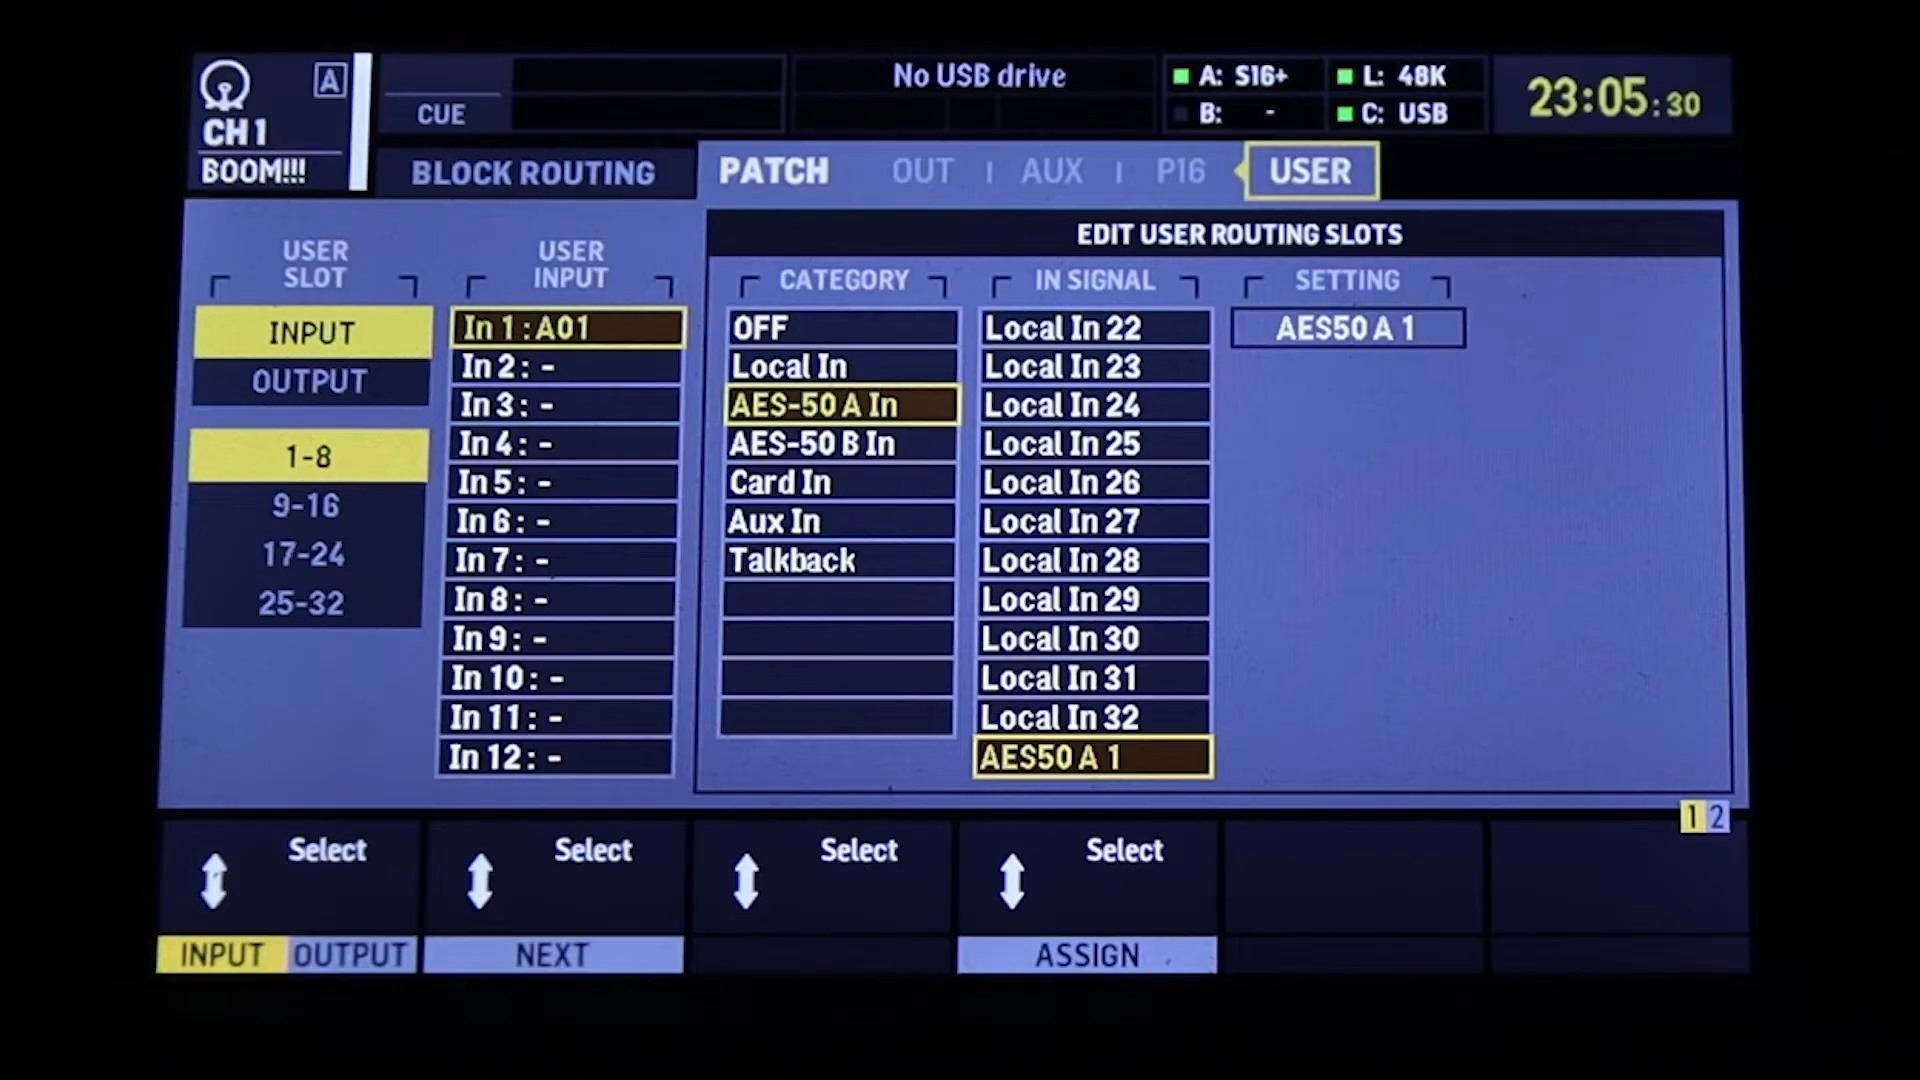 A
CH 1
BOOM!!!
CUE
No USB drive
A: S16+
L: 48K
B: -
C: USB
23:05:30
BLOCK ROUTING
PATCH
OUT | AUX | P16
USER
EDIT USER ROUTING SLOTS
USER
SLOT
INPUT
OUTPUT
1-8
9-16
17-24
25-32
USER
INPUT
In 1 : A01
In 2 : -
In 3 : -
In 4 : -
In 5 : -
In 6 : -
In 7 : -
In 8 : -
In 9 : -
In 10 : -
In 11 : -
In 12 : -
CATEGORY
OFF
Local In
AES-50 A In
AES-50 B In
Card In
Aux In
Talkback
IN SIGNAL
Local In 22
Local In 23
Local In 24
Local In 25
Local In 26
Local In 27
Local In 28
Local In 29
Local In 30
Local In 31
Local In 32
AES50 A 1
SETTING
AES50 A 1
1 2
Select
Select
Select
Select
INPUT OUTPUT
NEXT
ASSIGN